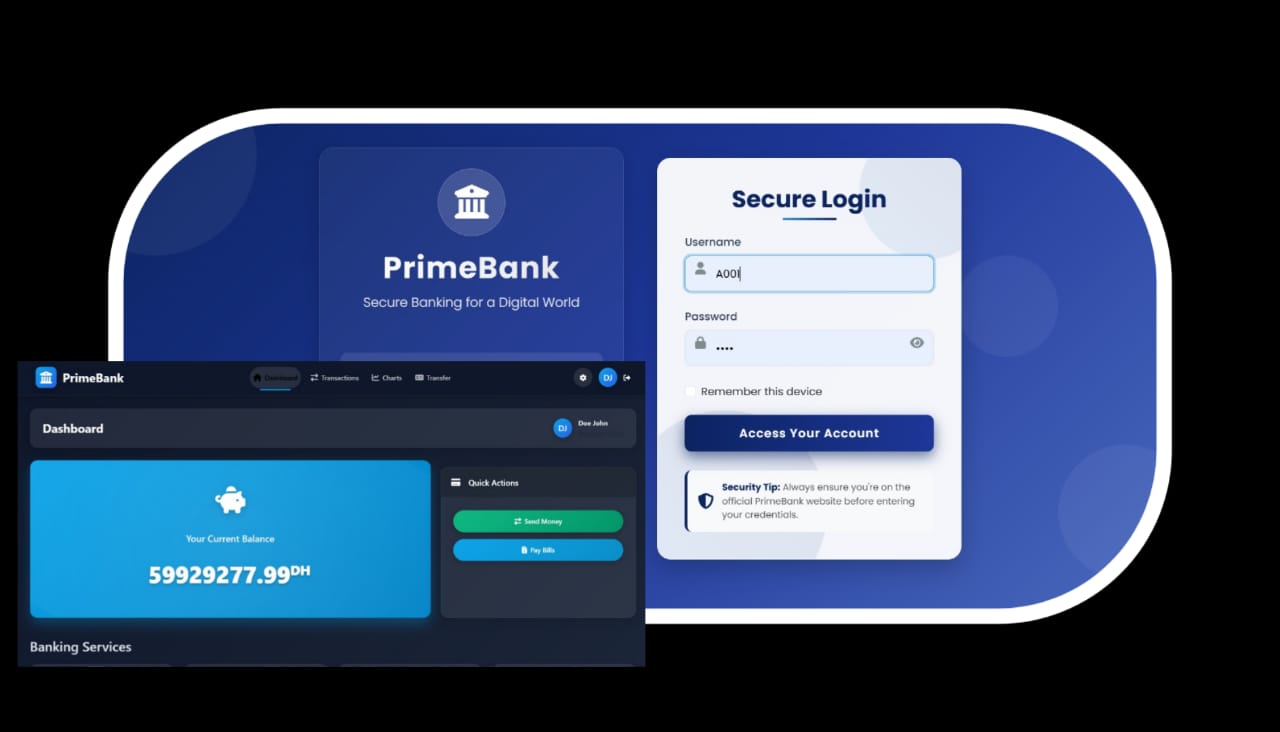 PrimeBank
Secure Banking for a Digital World
Secure Login
Username
A001
Password
••••
Remember this device
Access Your Account
Security Tip: Always ensure you're on the
official PrimeBank website before entering
your credentials.
PrimeBank
Dashboard
Transactions
Charts
Transfer
DJ
Dashboard
DJ
Doe John
Your Current Balance
59929277.99DH
Quick Actions
Send Money
Pay Bills
Banking Services